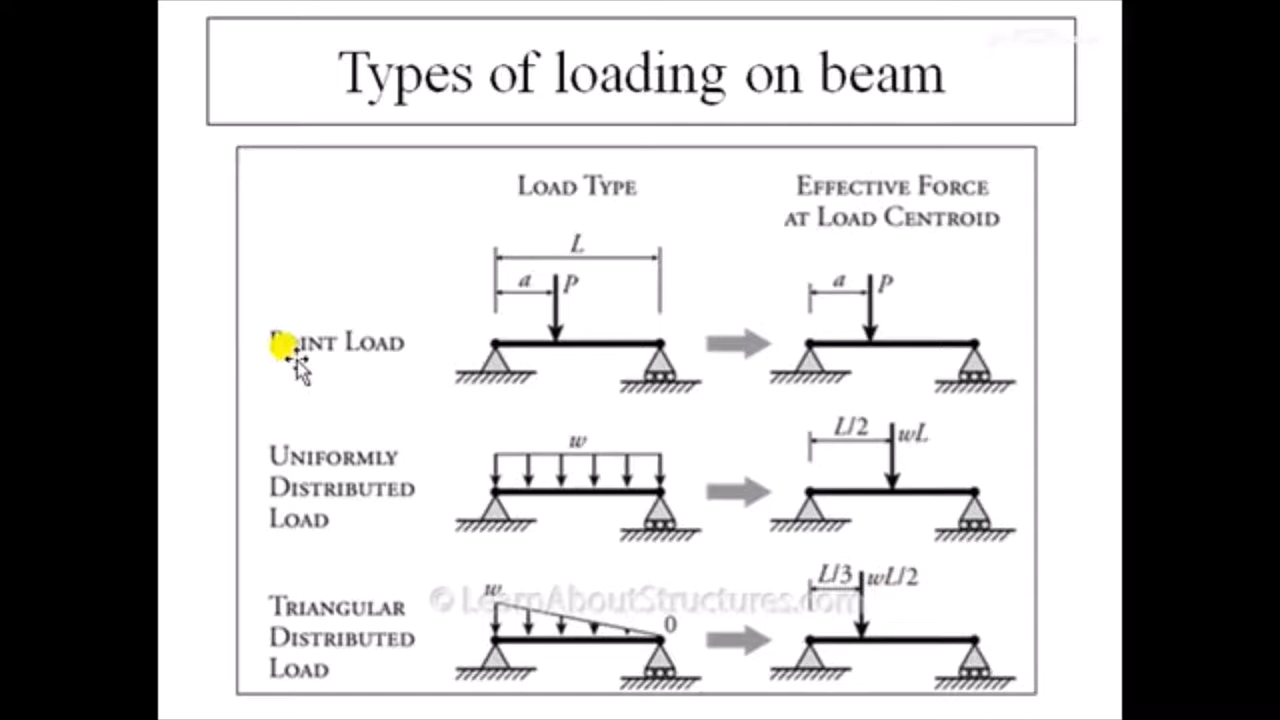 Types of loading on beam
LOAD TYPE
EFFECTIVE FORCE
AT LOAD CENTROID
L
a P
a P
POINT LOAD
L/2 wL
w
UNIFORMLY
DISTRIBUTED
LOAD
L/3 wL/2
w
© LearnAboutStructures.com
0
TRIANGULAR
DISTRIBUTED
LOAD